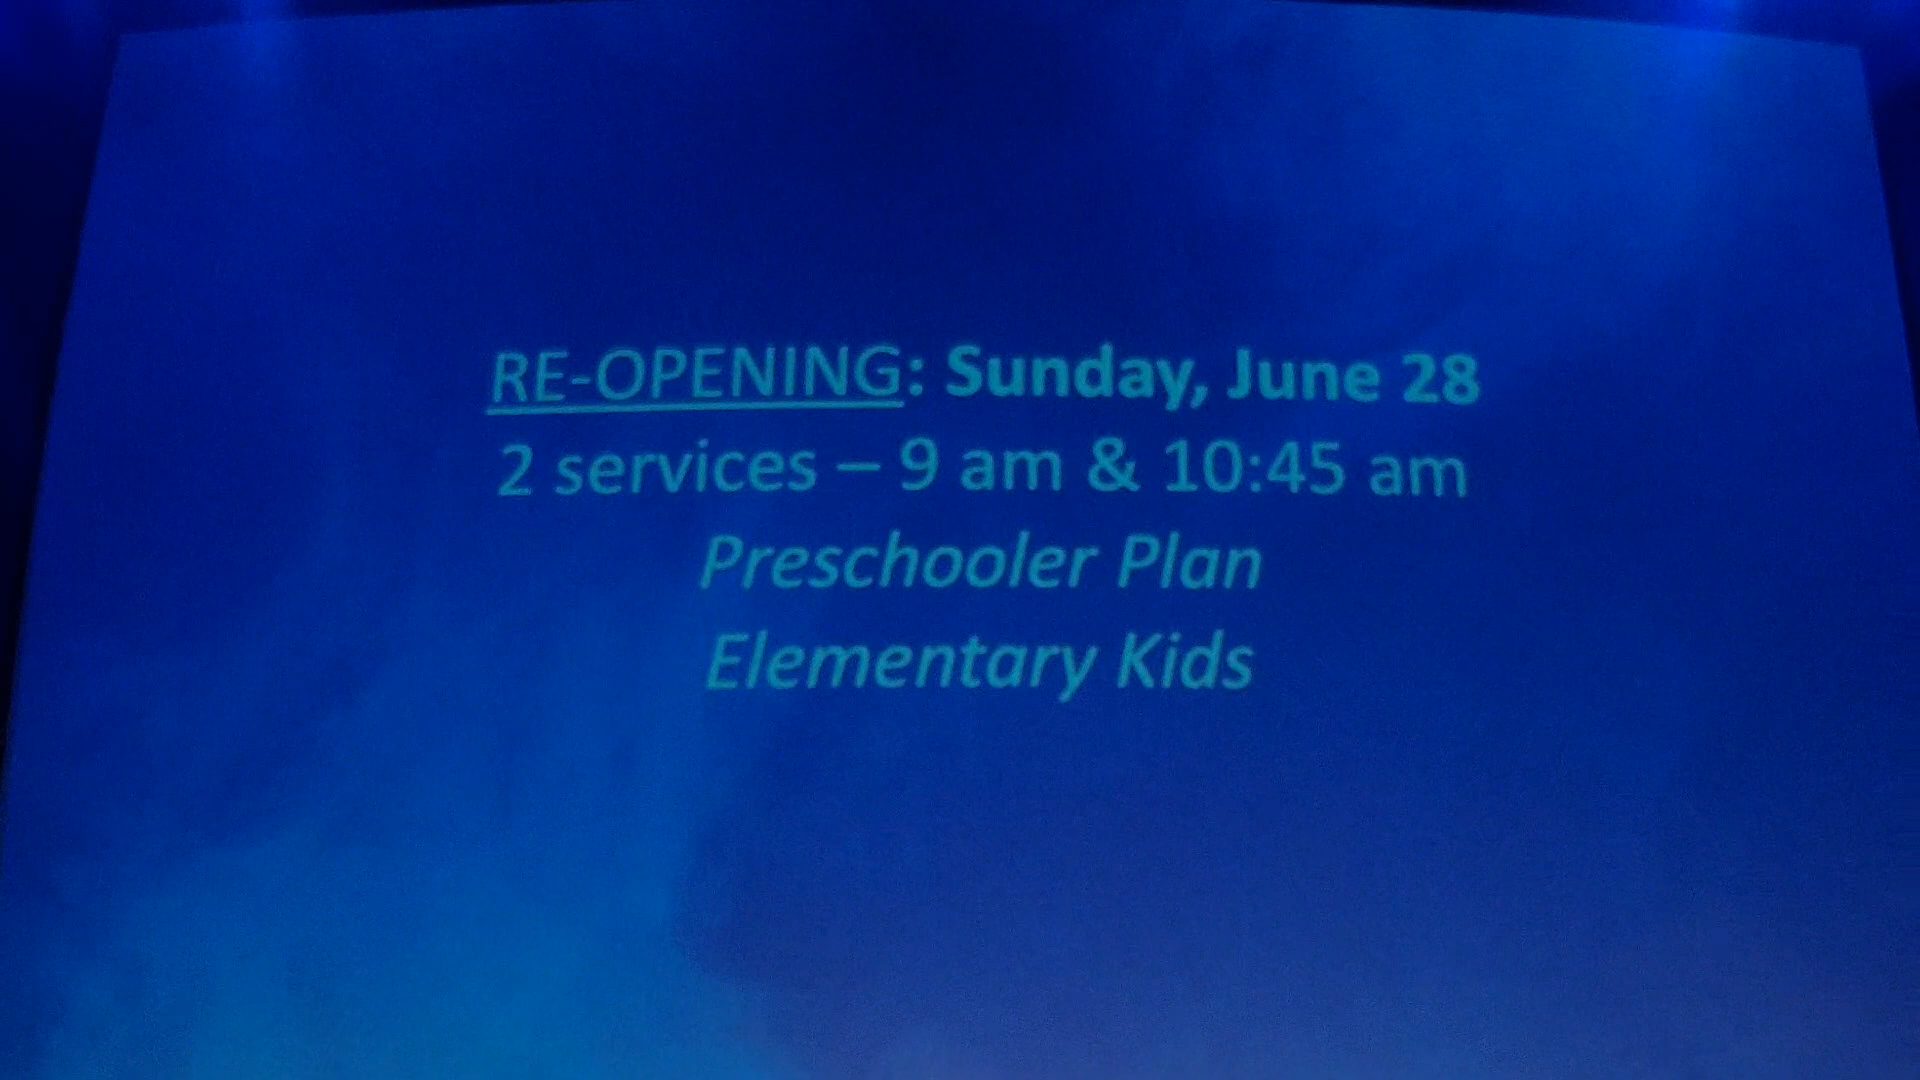 RE-OPENING: Sunday, June 28
2 services – 9 am & 10:45 am
Preschooler Plan
Elementary Kids